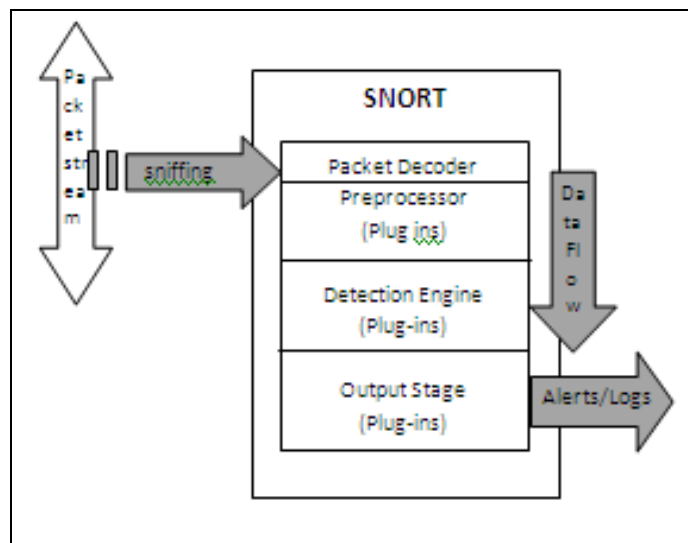 Pa
ck
et
str
ea
m
sniffing
SNORT
Packet Decoder
Preprocessor
(Plug ins)
Detection Engine
(Plug-ins)
Output Stage
(Plug-ins)
Da
ta
Fl
o
w
Alerts/Logs